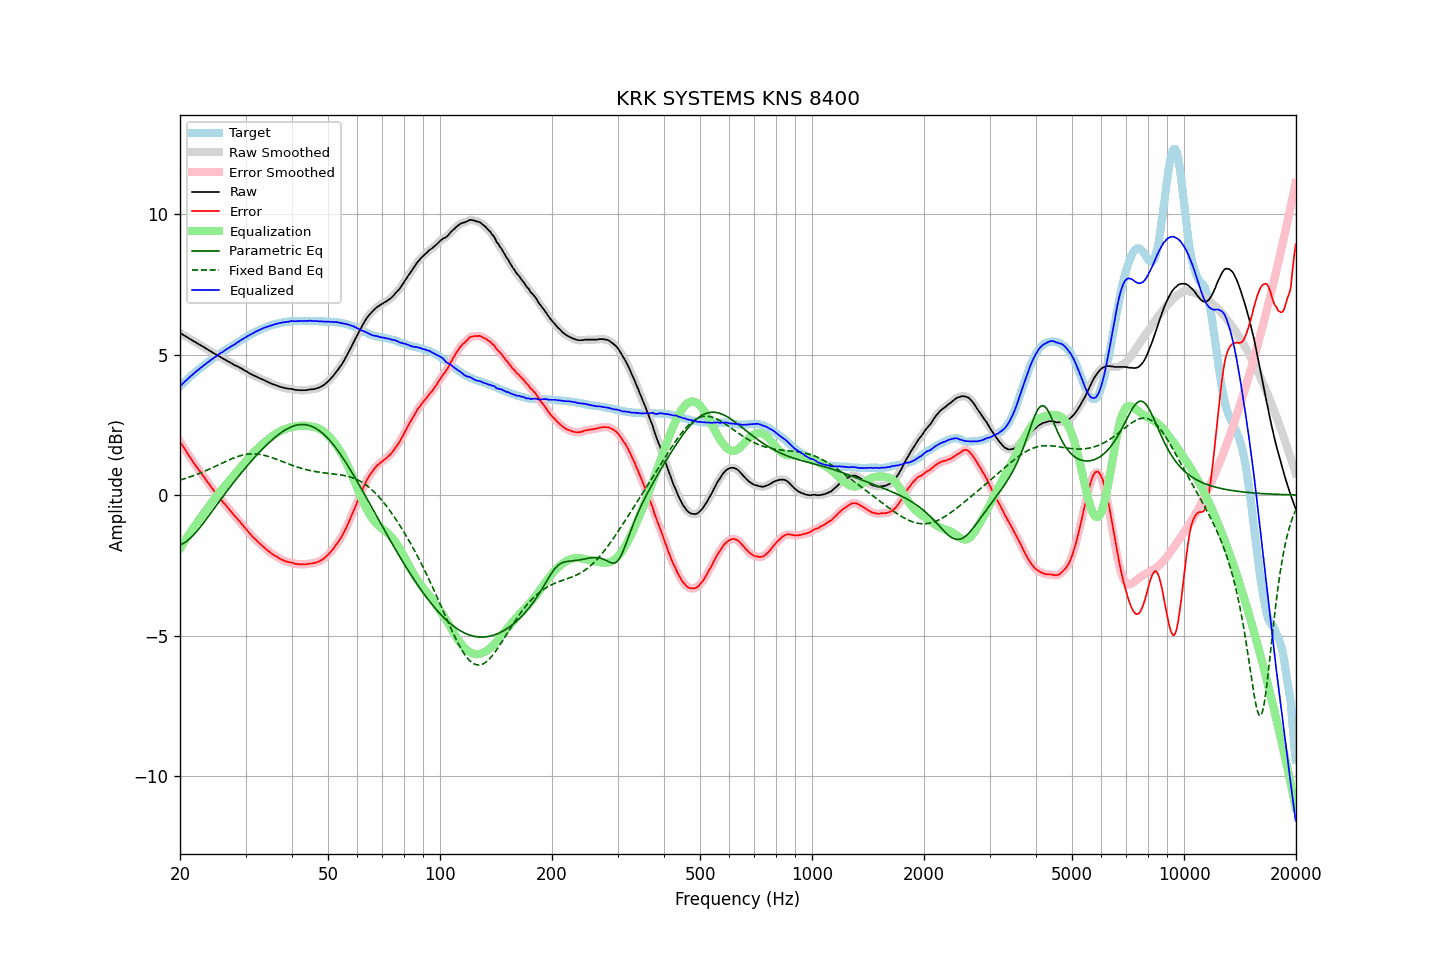 KRK SYSTEMS KNS 8400
Target
Raw Smoothed
Error Smoothed
Raw
Error
Equalization
Parametric Eq
Fixed Band Eq
Equalized
Amplitude (dBr)
10
5
0
−5
−10
20
50
100
200
500
1000
2000
5000
10000
20000
Frequency (Hz)